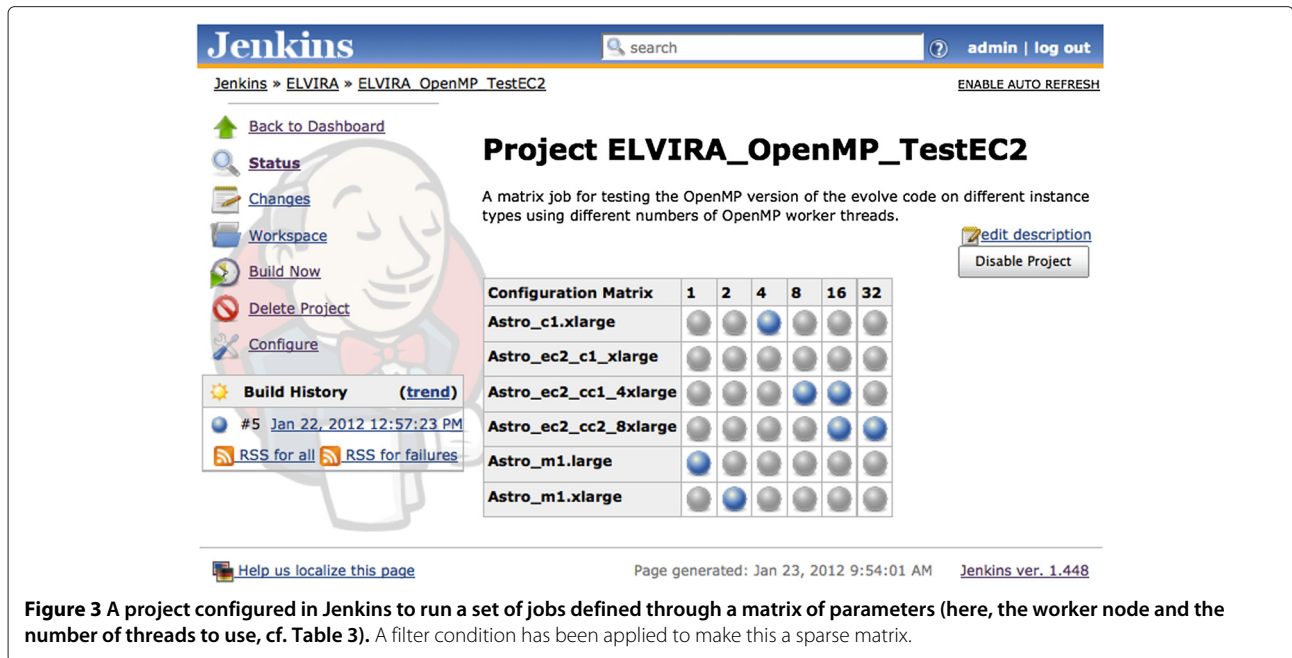 Jenkins
search
admin | log out
Jenkins » ELVIRA » ELVIRA_OpenMP_TestEC2
ENABLE AUTO REFRESH
Back to Dashboard
Status
Changes
Workspace
Build Now
Delete Project
Configure
Build History (trend)
#5 Jan 22, 2012 12:57:23 PM
RSS for all RSS for failures
Project ELVIRA_OpenMP_TestEC2
A matrix job for testing the OpenMP version of the evolve code on different instance
types using different numbers of OpenMP worker threads.
edit description
Disable Project
Configuration Matrix 1 2 4 8 16 32
Astro_c1.xlarge
Astro_ec2_c1_xlarge
Astro_ec2_cc1_4xlarge
Astro_ec2_cc2_8xlarge
Astro_m1.large
Astro_m1.xlarge
Help us localize this page
Page generated: Jan 23, 2012 9:54:01 AM
Jenkins ver. 1.448
Figure 3 A project configured in Jenkins to run a set of jobs defined through a matrix of parameters (here, the worker node and the
number of threads to use, cf. Table 3). A filter condition has been applied to make this a sparse matrix.